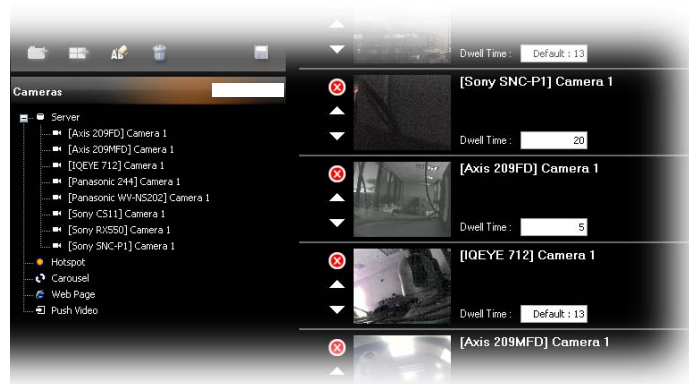 Cameras
Server
[Axis 209FD] Camera 1
[Axis 209MFD] Camera 1
[IQEYE 712] Camera 1
[Panasonic 244] Camera 1
[Panasonic WV-NS202] Camera 1
[Sony CS11] Camera 1
[Sony RX550] Camera 1
[Sony SNC-P1] Camera 1
Hotspot
Carousel
Web Page
Push Video
Dwell Time : Default : 13
[Sony SNC-P1] Camera 1
Dwell Time : 20
[Axis 209FD] Camera 1
Dwell Time : 5
[IQEYE 712] Camera 1
Dwell Time : Default : 13
[Axis 209MFD] Camera 1